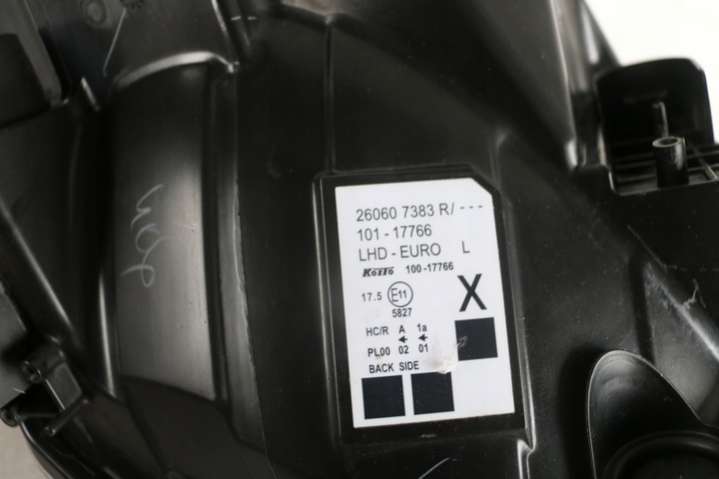 26060 7383 R/ - - -
101 - 17766
LHD - EURO L
Koito 100-17766
X
17.5 E11
5827
HC/R A 1a
PL00 02 01
BACK SIDE